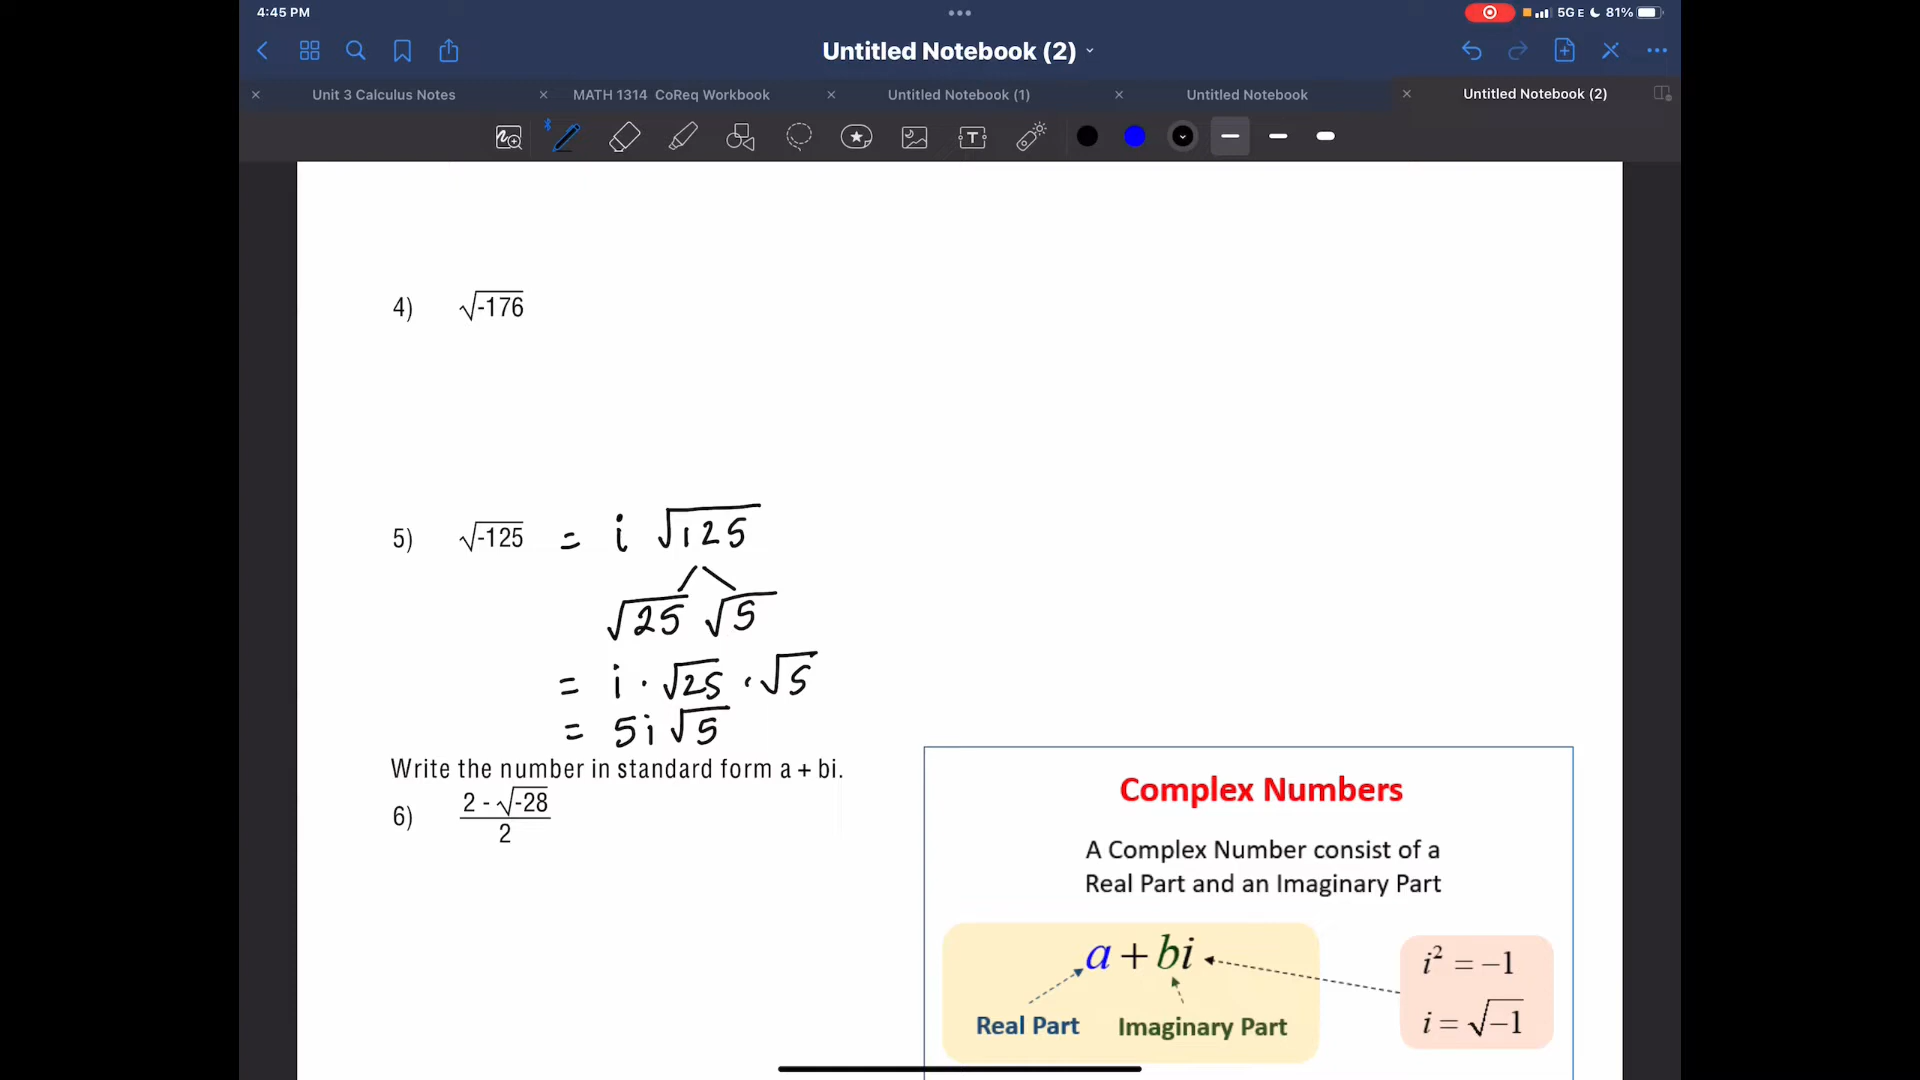 4:45 PM
5G E 81%
Untitled Notebook (2)
Unit 3 Calculus Notes
MATH 1314 CoReq Workbook
Untitled Notebook (1)
Untitled Notebook
Untitled Notebook (2)
4) √-176
5) √-125 = i √125
√25 √5
= i · √25 · √5
= 5i √5
Write the number in standard form a + bi.
6) 2 - √-28
2
Complex Numbers
A Complex Number consist of a
Real Part and an Imaginary Part
a + bi
Real Part Imaginary Part
i² = −1
i = √−1